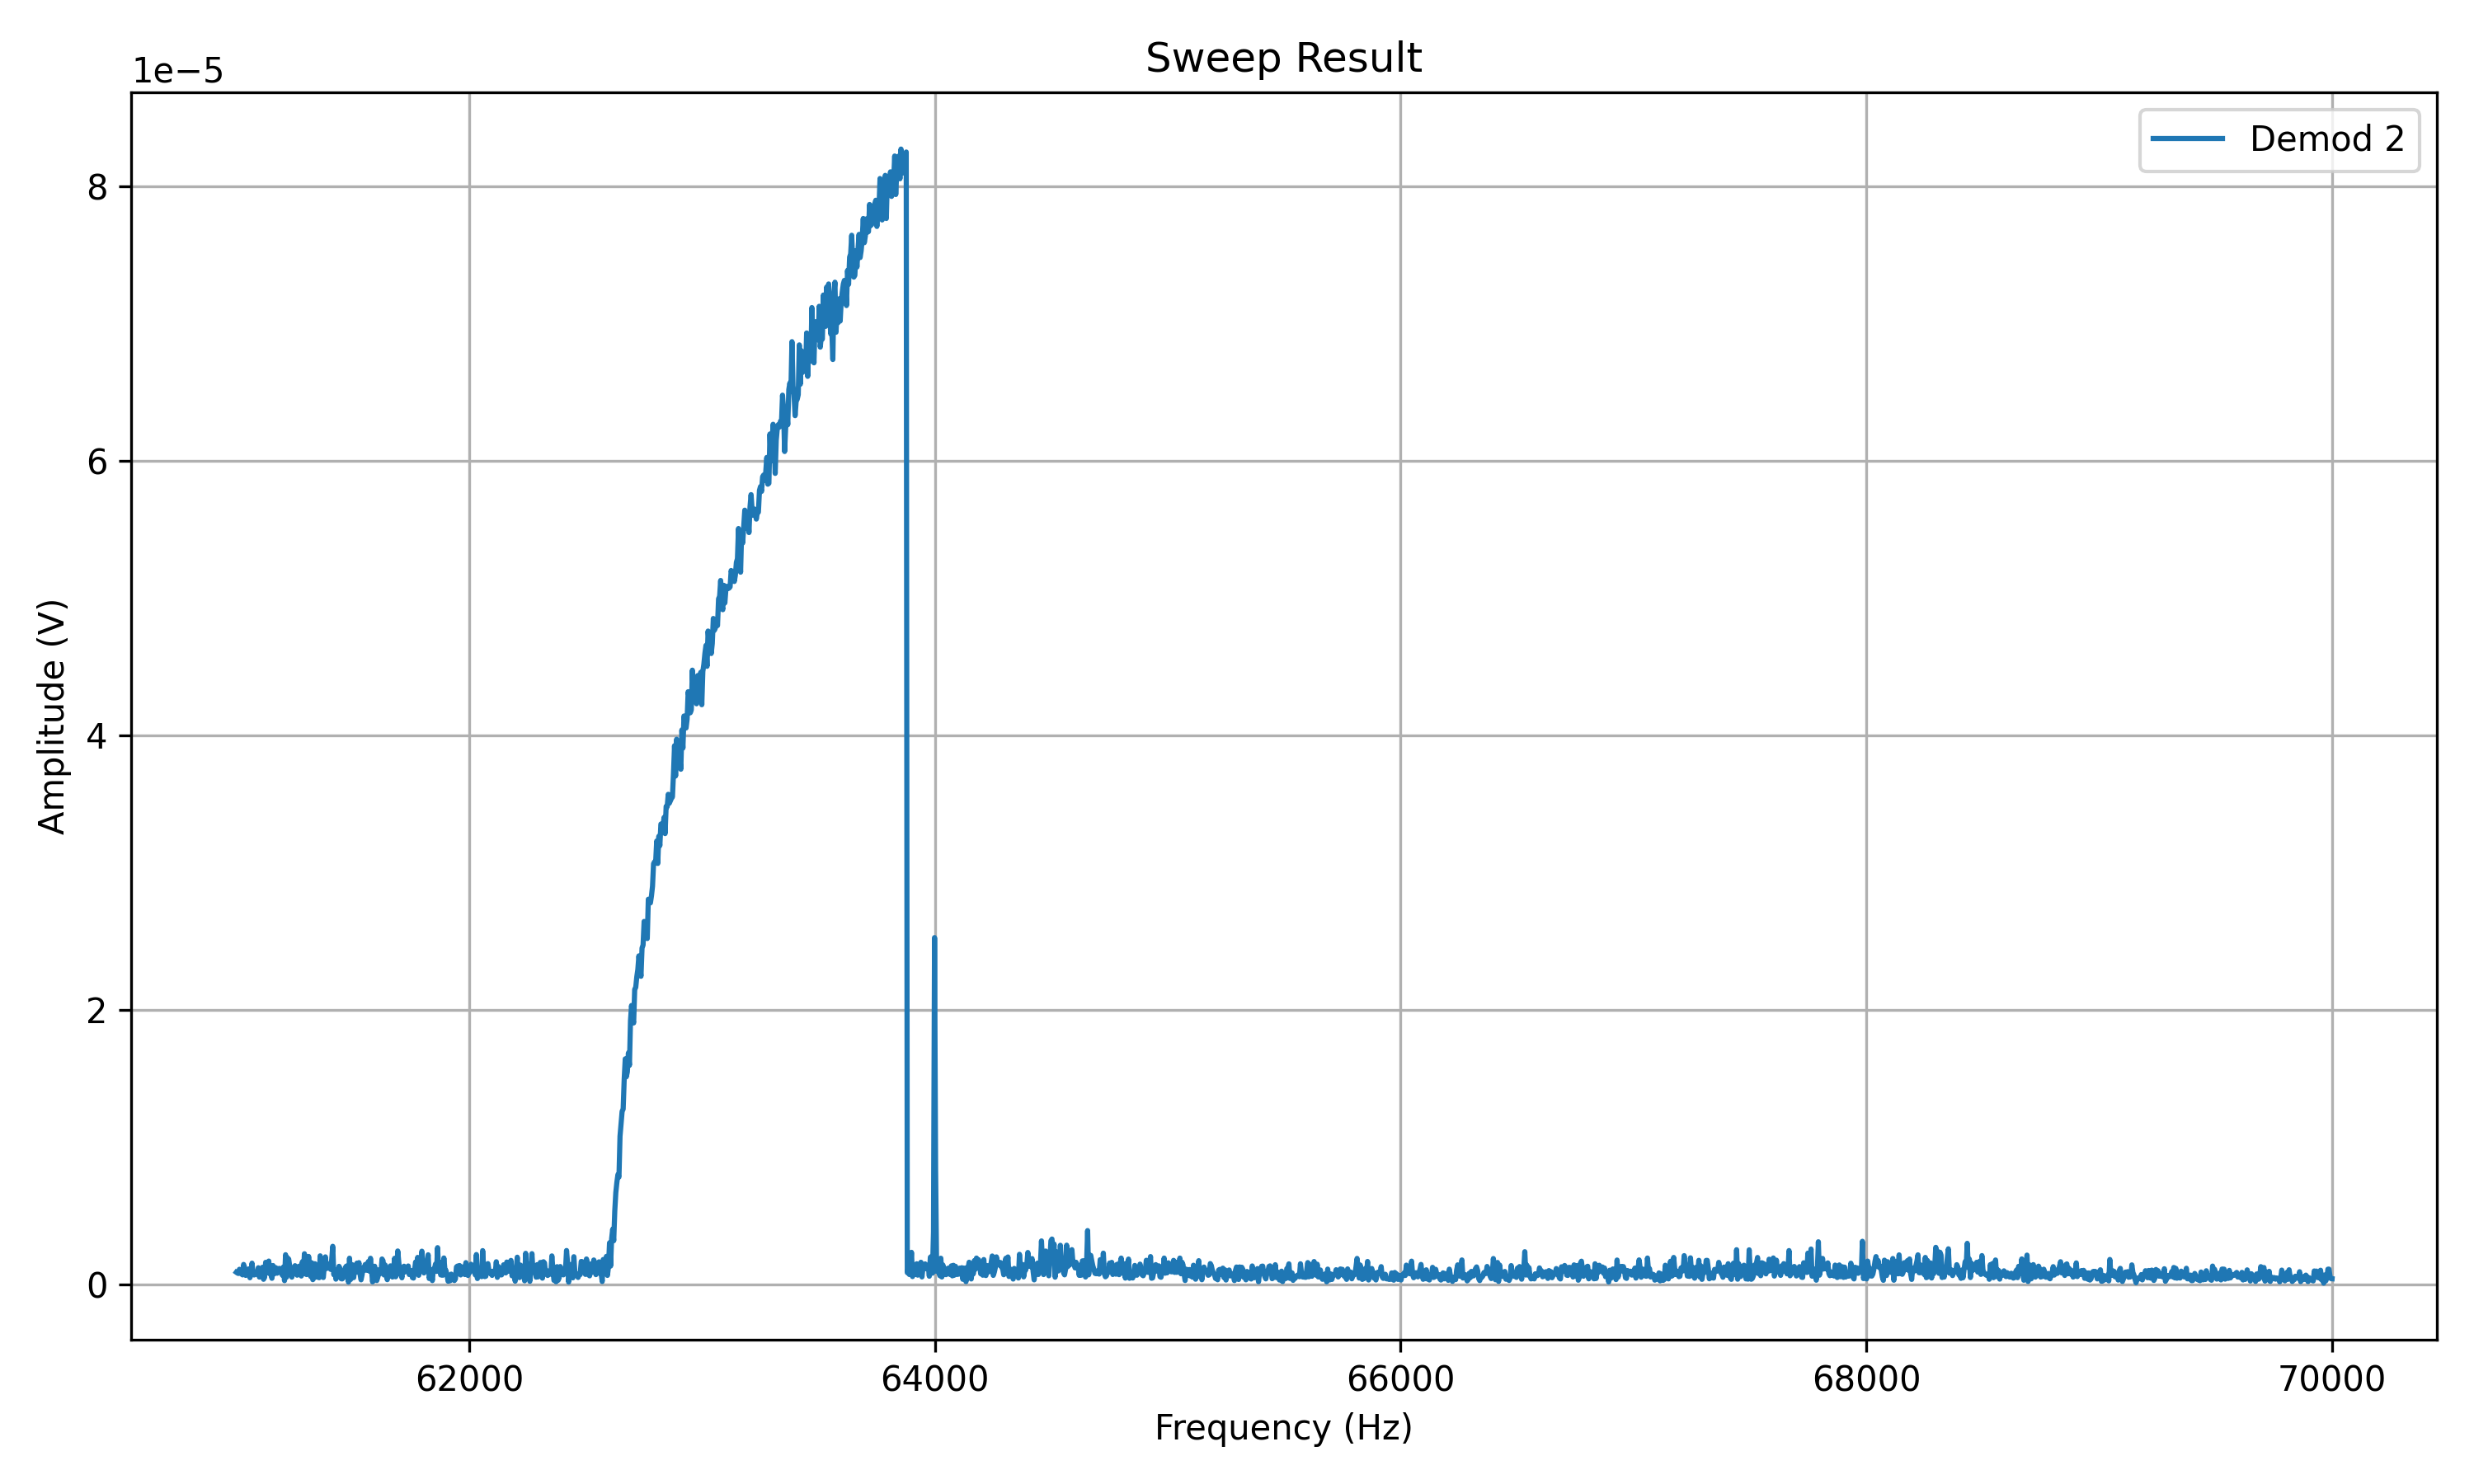 Sweep Result
1e−5
Demod 2
8
6
4
2
0
Amplitude (V)
62000 64000 66000 68000 70000
Frequency (Hz)